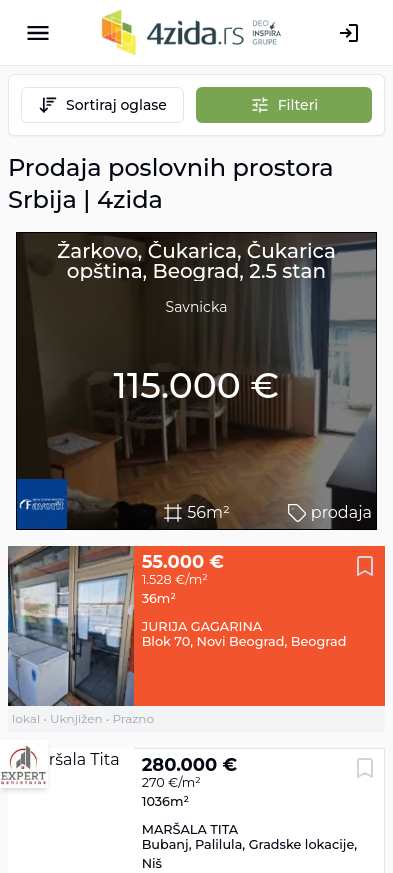 4zida.rs
DEO
INSPIRA
GRUPE
Sortiraj oglase
Filteri
Prodaja poslovnih prostora
Srbija | 4zida
Žarkovo, Čukarica, Čukarica
opština, Beograd, 2.5 stan
Savnicka
115.000 €
Favorit
56m²
prodaja
55.000 €
1.528 €/m²
36m²
JURIJA GAGARINA
Blok 70, Novi Beograd, Beograd
lokal • Uknjižen • Prazno
ršala Tita
EXPERT
280.000 €
270 €/m²
1036m²
MARŠALA TITA
Bubanj, Palilula, Gradske lokacije,
Niš